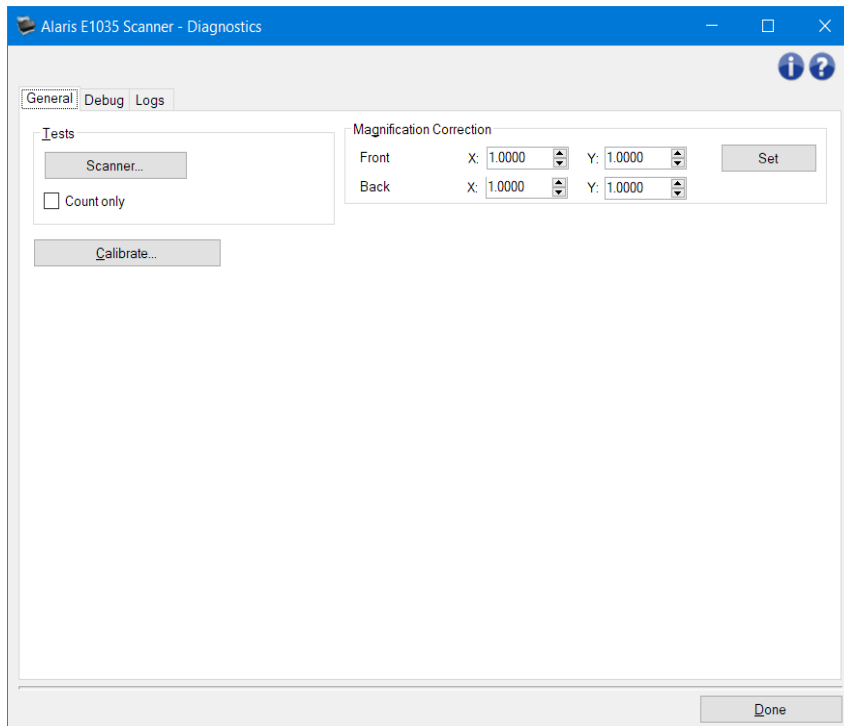 Alaris E1035 Scanner - Diagnostics
General Debug Logs
Tests
Scanner...
Count only
Calibrate...
Magnification Correction
Front X: 1.0000 Y: 1.0000 Set
Back X: 1.0000 Y: 1.0000
Done